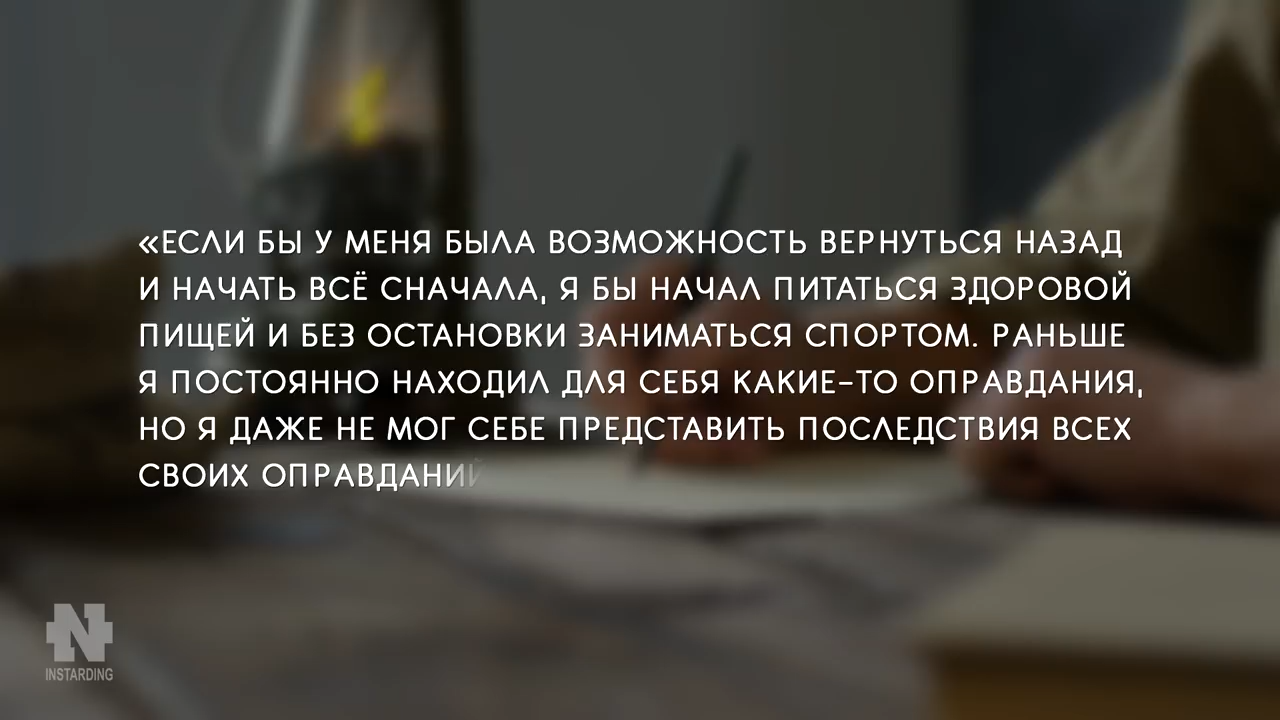 «ЕСЛИ БЫ У МЕНЯ БЫЛА ВОЗМОЖНОСТЬ ВЕРНУТЬСЯ НАЗАД
И НАЧАТЬ ВСЁ СНАЧАЛА, Я БЫ НАЧАЛ ПИТАТЬСЯ ЗДОРОВОЙ
ПИЩЕЙ И БЕЗ ОСТАНОВКИ ЗАНИМАТЬСЯ СПОРТОМ. РАНЬШЕ
Я ПОСТОЯННО НАХОДИЛ ДЛЯ СЕБЯ КАКИЕ-ТО ОПРАВДАНИЯ,
НО Я ДАЖЕ НЕ МОГ СЕБЕ ПРЕДСТАВИТЬ ПОСЛЕДСТВИЯ ВСЕХ
СВОИХ ОПРАВДАНИЙ
N
INSTARDING